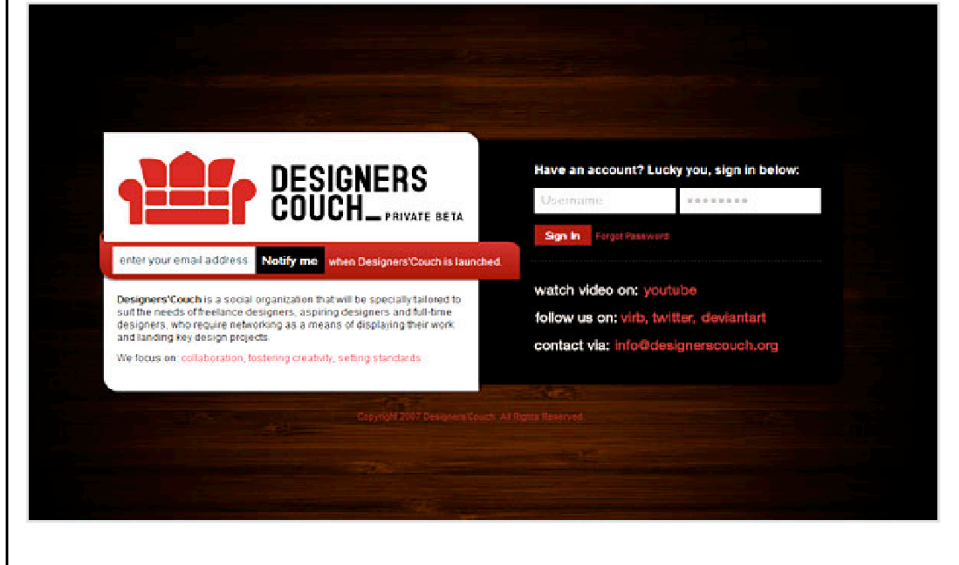 DESIGNERS
COUCH_ PRIVATE BETA
enter your email address Notify me when Designers'Couch is launched.
Designers'Couch is a social organization that will be specially tailored to
suit the needs of freelance designers, aspiring designers and full-time
designers, who require networking as a means of displaying their work
and landing key design projects.
We focus on: collaboration, fostering creativity, setting standards.
Have an account? Lucky you, sign in below:
Username ••••••••
Sign In Forgot Password
watch video on: youtube
follow us on: virb, twitter, deviantart
contact via: info@designerscouch.org
Copyright 2007 Designers'Couch. All Rights Reserved.